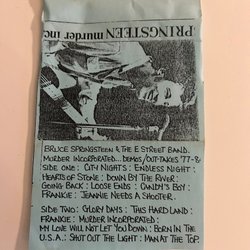 PRINGSTEEN murder inc
BRUCE SPRINGSTEEN & THE E STREET BAND.
MURDER INCORPORATED... DEMOS/OUT-TAKES '77-8
SIDE ONE: CITY NIGHTS: ENDLESS NIGHT:
HEARTS OF STONE: DOWN BY THE RIVER:
GOING BACK: LOOSE ENDS: CANDY'S BOY:
FRANKIE: JEANNIE NEEDS A SHOOTER.
SIDE TWO: GLORY DAYS: THIS HARD LAND:
FRANKIE: MURDER INCORPORATED:
MY LOVE WILL NOT LET YOU DOWN: BORN IN THE
U.S.A: SHUT OUT THE LIGHT: MAN AT THE TOP.